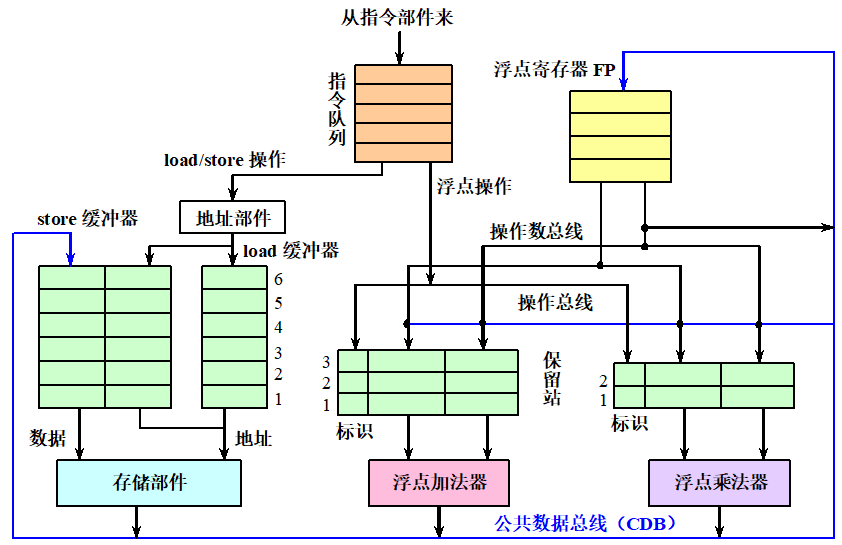 从指令部件来
浮点寄存器 FP
指令队列
load/store 操作
浮点操作
地址部件
store 缓冲器
操作数总线
load 缓冲器
6
5
4
3
2
1
操作总线
3
2
1
保留站
2
1
标识
标识
数据
地址
存储部件
浮点加法器
浮点乘法器
公共数据总线（CDB）